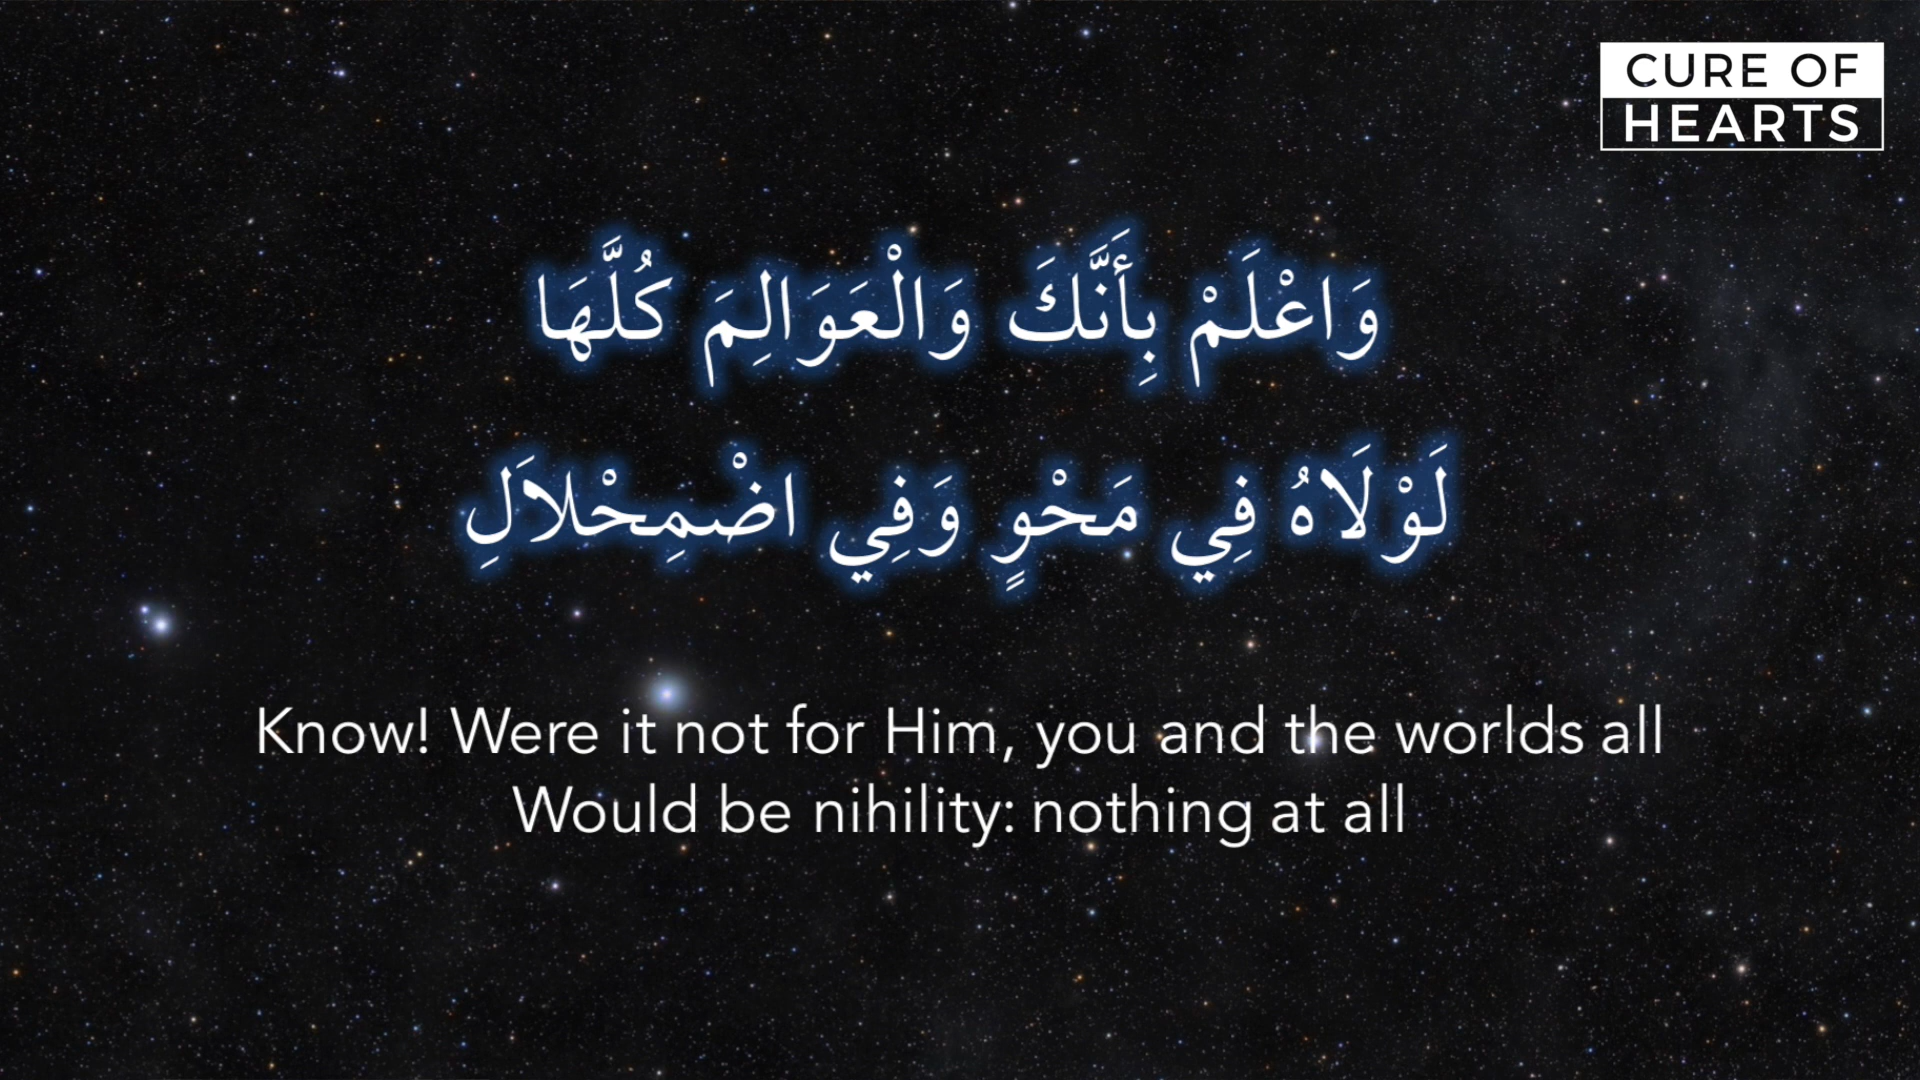 CURE OF
HEARTS
وَاعْلَمْ بِأَنَّكَ وَالْعَوَالِمَ كُلَّهَا
لَوْلَاهُ فِي مَحْوٍ وَفِي اضْمِحْلاَلِ
Know! Were it not for Him, you and the worlds all
Would be nihility: nothing at all